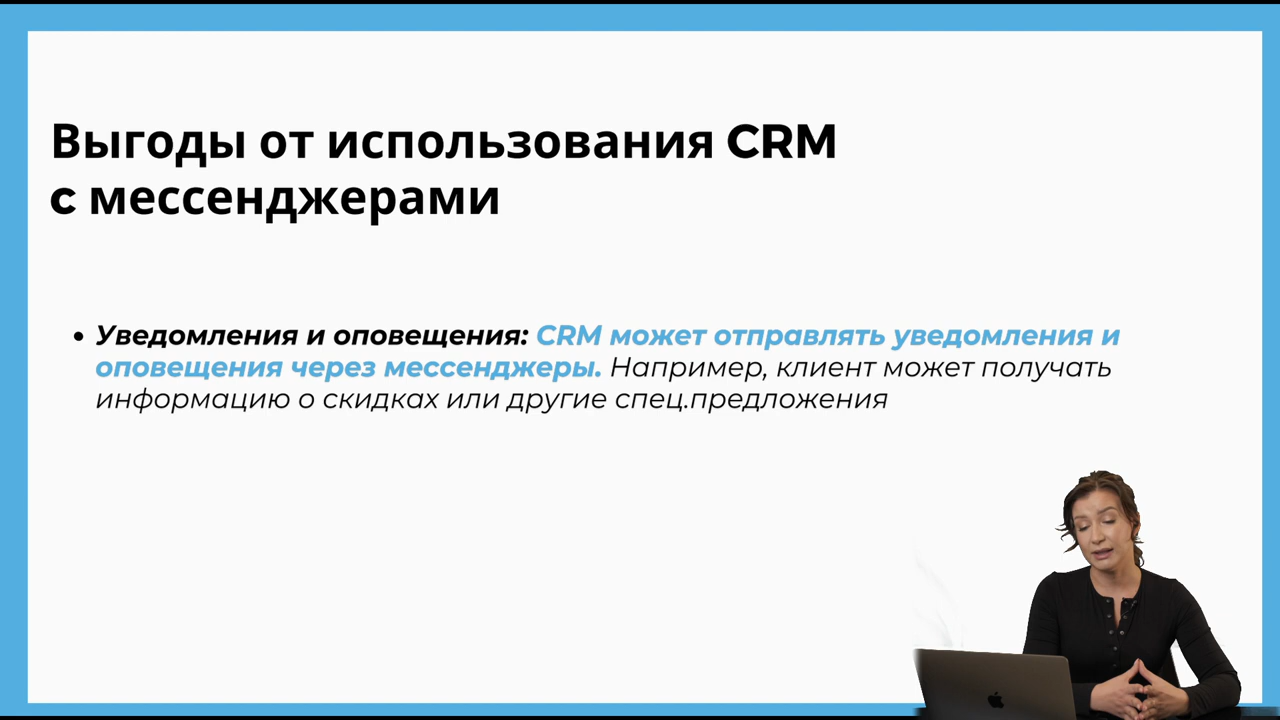 Выгоды от использования CRM
с мессенджерами
• Уведомления и оповещения: CRM может отправлять уведомления и
оповещения через мессенджеры. Например, клиент может получать
информацию о скидках или другие спец.предложения